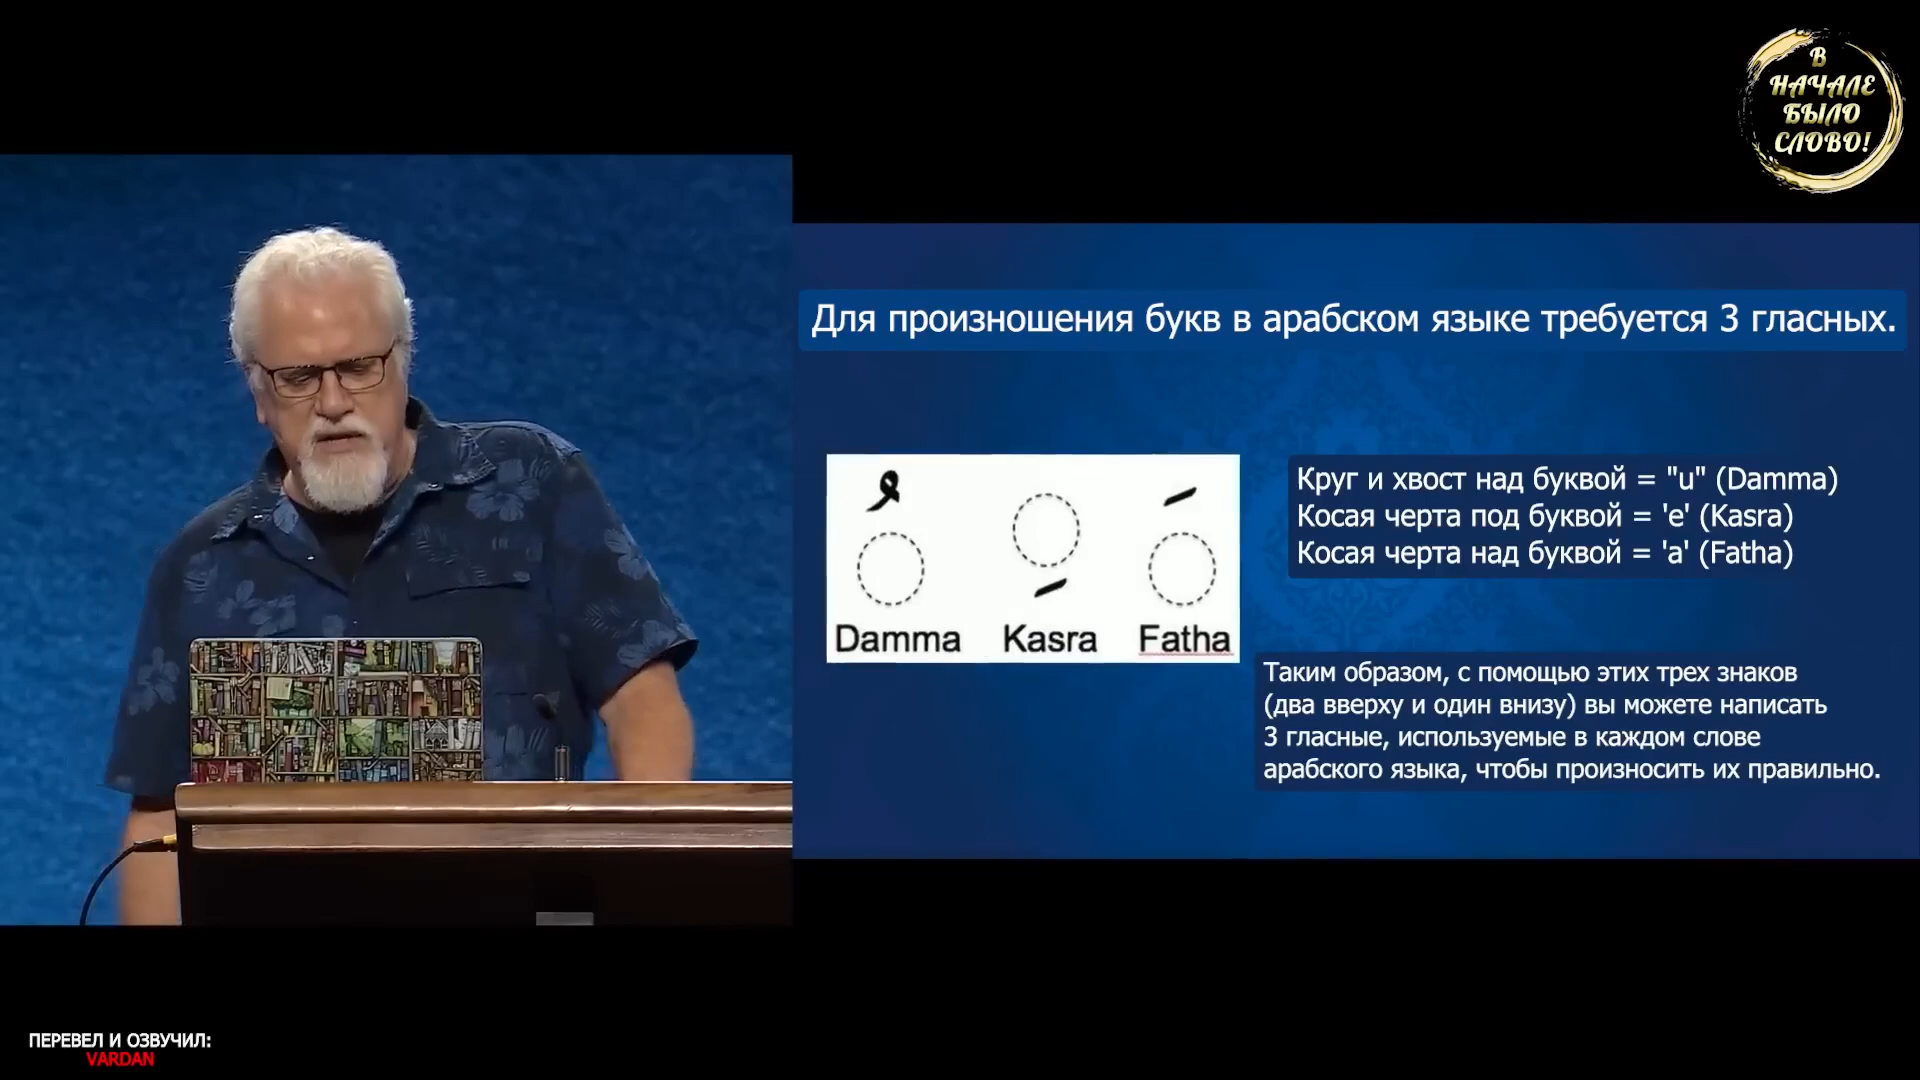 В
НАЧАЛЕ
БЫЛО
СЛОВО!
Для произношения букв в арабском языке требуется 3 гласных.
Damma Kasra Fatha
Круг и хвост над буквой = "u" (Damma)
Косая черта под буквой = 'e' (Kasra)
Косая черта над буквой = 'a' (Fatha)
Таким образом, с помощью этих трех знаков
(два вверху и один внизу) вы можете написать
3 гласные, используемые в каждом слове
арабского языка, чтобы произносить их правильно.
ПЕРЕВЕЛ И ОЗВУЧИЛ:
VARDAN